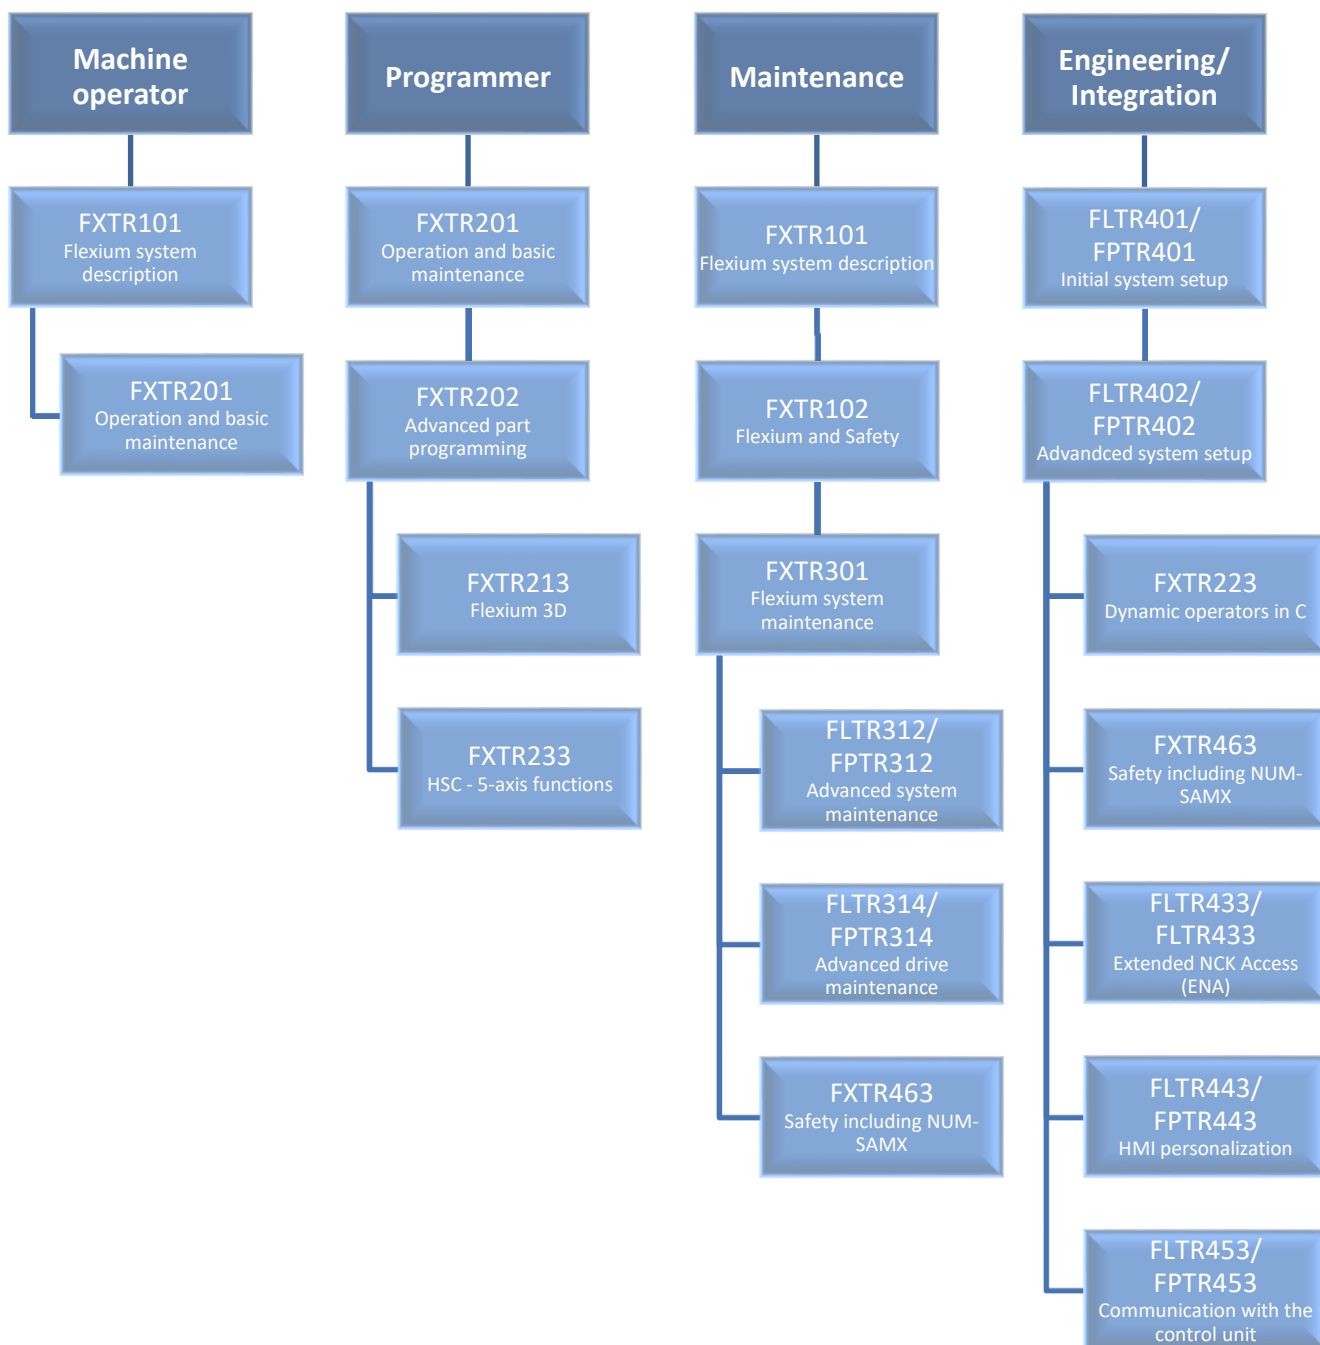 Machine
operator
FXTR101
Flexium system
description
FXTR201
Operation and basic
maintenance
Programmer
FXTR201
Operation and basic
maintenance
FXTR202
Advanced part
programming
FXTR213
Flexium 3D
FXTR233
HSC - 5-axis functions
Maintenance
FXTR101
Flexium system description
FXTR102
Flexium and Safety
FXTR301
Flexium system
maintenance
FLTR312/
FPTR312
Advanced system
maintenance
FLTR314/
FPTR314
Advanced drive
maintenance
FXTR463
Safety including NUM-
SAMX
Engineering/
Integration
FLTR401/
FPTR401
Initial system setup
FLTR402/
FPTR402
Advandced system setup
FXTR223
Dynamic operators in C
FXTR463
Safety including NUM-
SAMX
FLTR433/
FLTR433
Extended NCK Access
(ENA)
FLTR443/
FPTR443
HMI personalization
FLTR453/
FPTR453
Communication with the
control unit